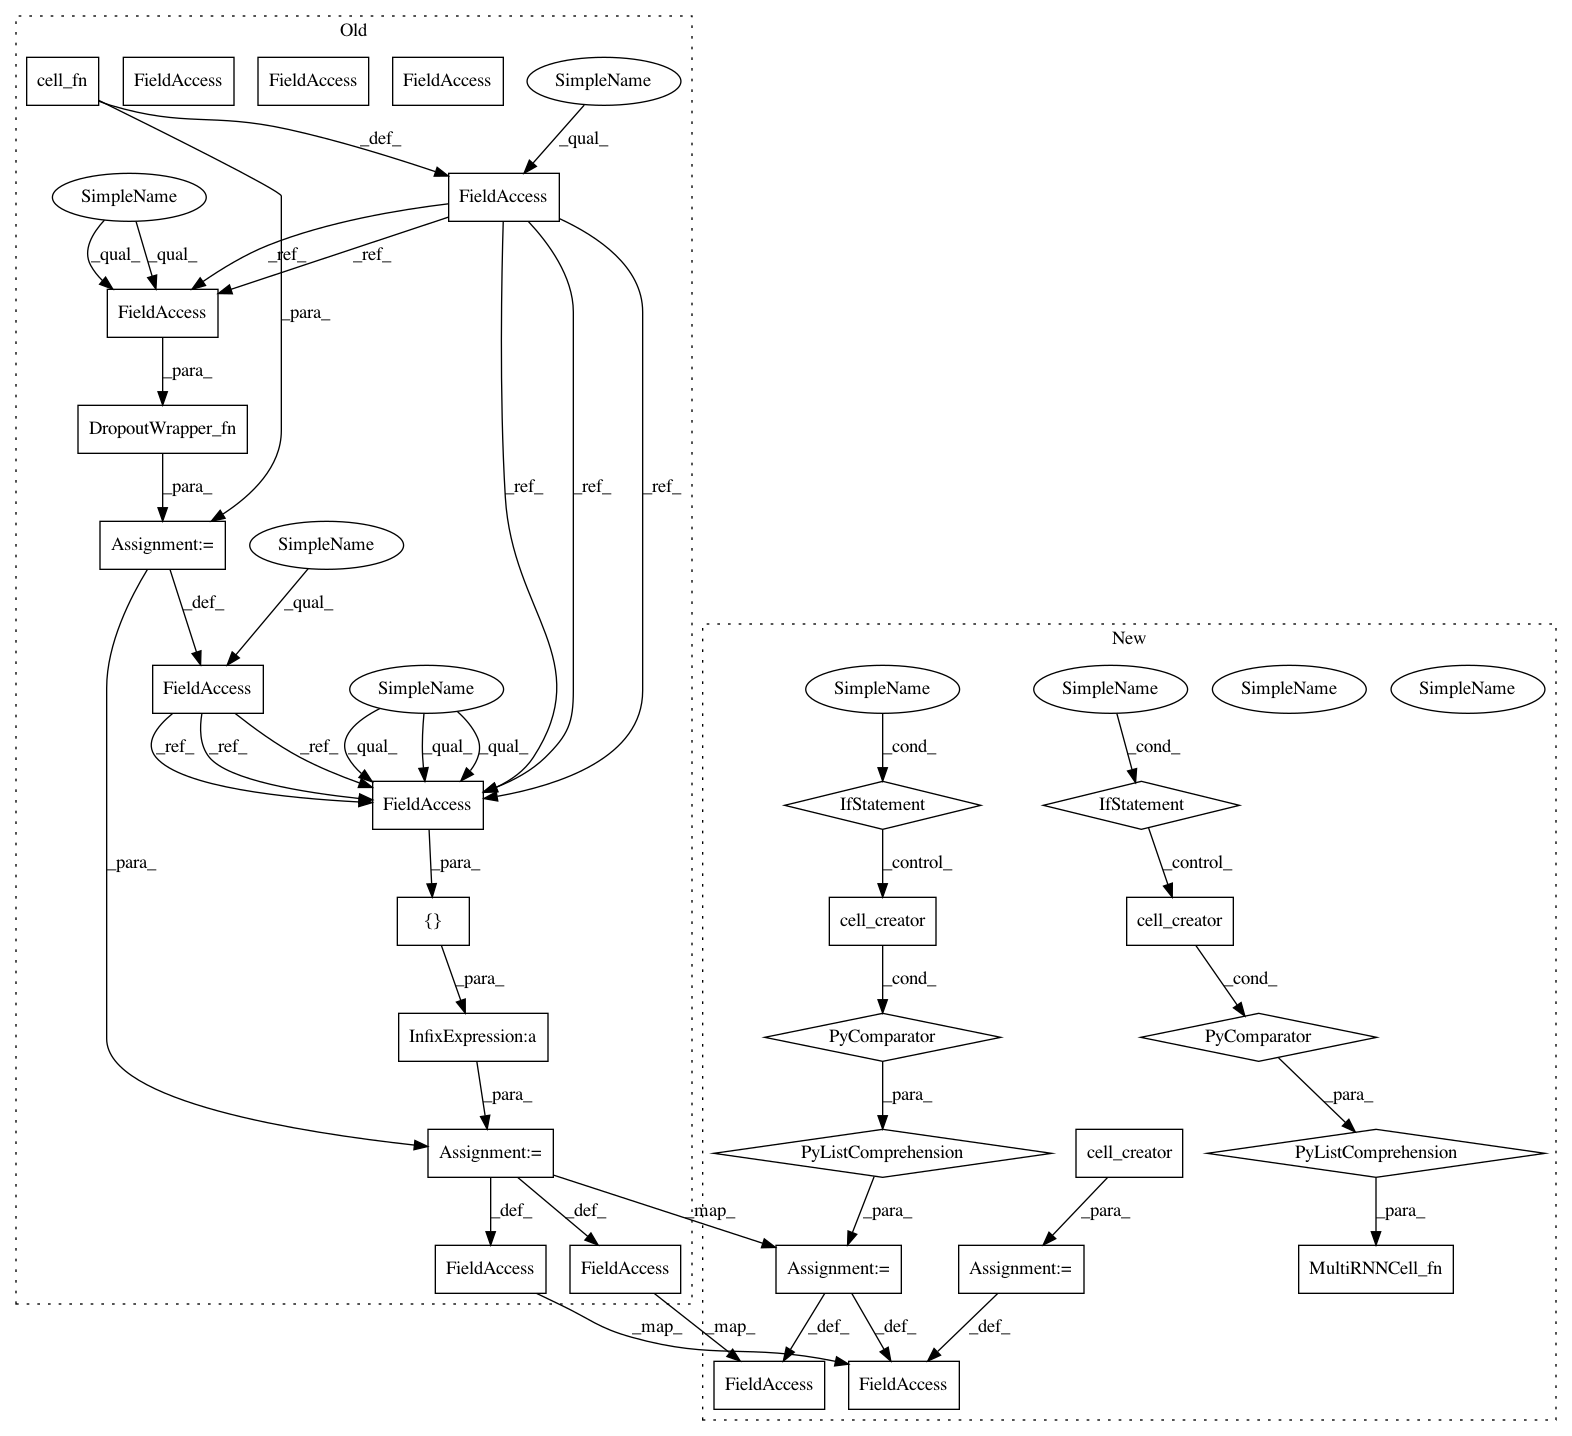 Old
cell_fn
FieldAccess
FieldAccess
FieldAccess
SimpleName
_def_
_qual_
SimpleName
FieldAccess
_qual_
_qual_
_ref_
_ref_
FieldAccess
_para_
_para_
DropoutWrapper_fn
_para_
_ref_
_ref_
_ref_
Assignment:=
SimpleName
_def_
_qual_
New
FieldAccess
SimpleName
SimpleName
SimpleName
SimpleName
SimpleName
_ref_
_ref_
_ref_
_qual_
_qual_
_qual_
_cond_
_cond_
FieldAccess
IfStatement
IfStatement
_para_
_para_
_control_
_control_
{}
cell_creator
cell_creator
_para_
_cond_
_cond_
InfixExpression:a
PyComparator
PyComparator
_para_
_para_
_para_
Assignment:=
PyListComprehension
cell_creator
PyListComprehension
_def_
_def_
_map_
_para_
_para_
_para_
FieldAccess
FieldAccess
Assignment:=
Assignment:=
MultiRNNCell_fn
_map_
_map_
_def_
_def_
_def_
FieldAccess
FieldAccess